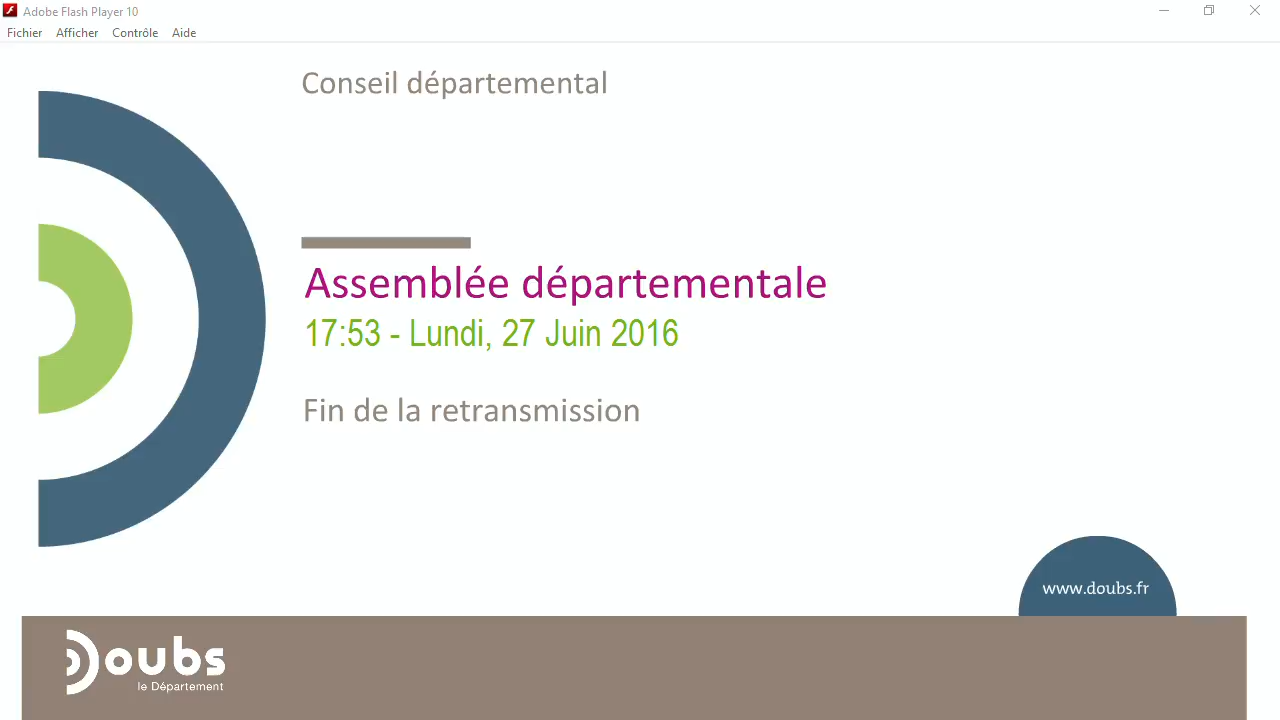 Adobe Flash Player 10
Fichier Afficher Contrôle Aide
Conseil départemental
Assemblée départementale
17:53 - Lundi, 27 Juin 2016
Fin de la retransmission
www.doubs.fr
Doubs
le Département